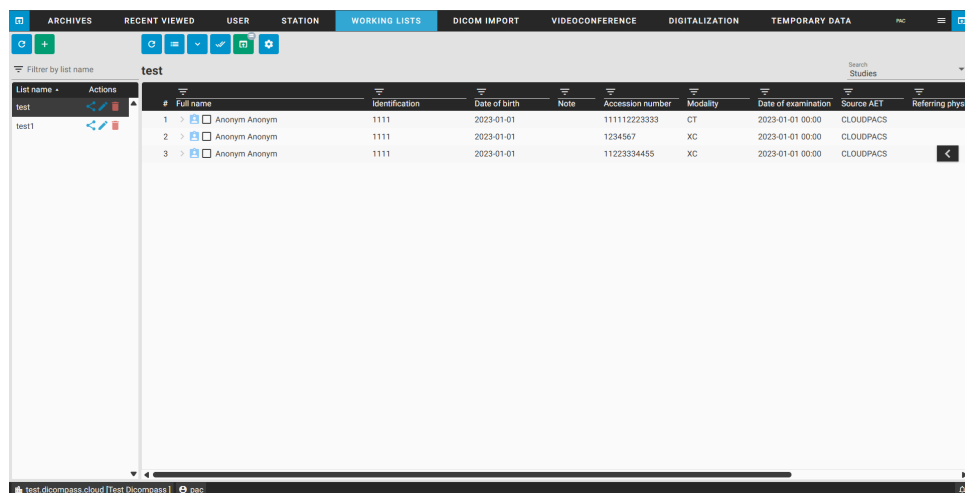 ARCHIVES RECENT VIEWED USER STATION WORKING LISTS DICOM IMPORT VIDEOCONFERENCE DIGITALIZATION TEMPORARY DATA PAC
Filtrer by list name
test
Search
Studies
List name Actions
test
test1
# Full name Identification Date of birth Note Accession number Modality Date of examination Source AET Referring phys
1 Anonym Anonym 1111 2023-01-01 111112223333 CT 2023-01-01 00:00 CLOUDPACS
2 Anonym Anonym 1111 2023-01-01 1234567 XC 2023-01-01 00:00 CLOUDPACS
3 Anonym Anonym 1111 2023-01-01 11223334455 XC 2023-01-01 00:00 CLOUDPACS
test.dicompass.cloud [Test Dicompass ] pac